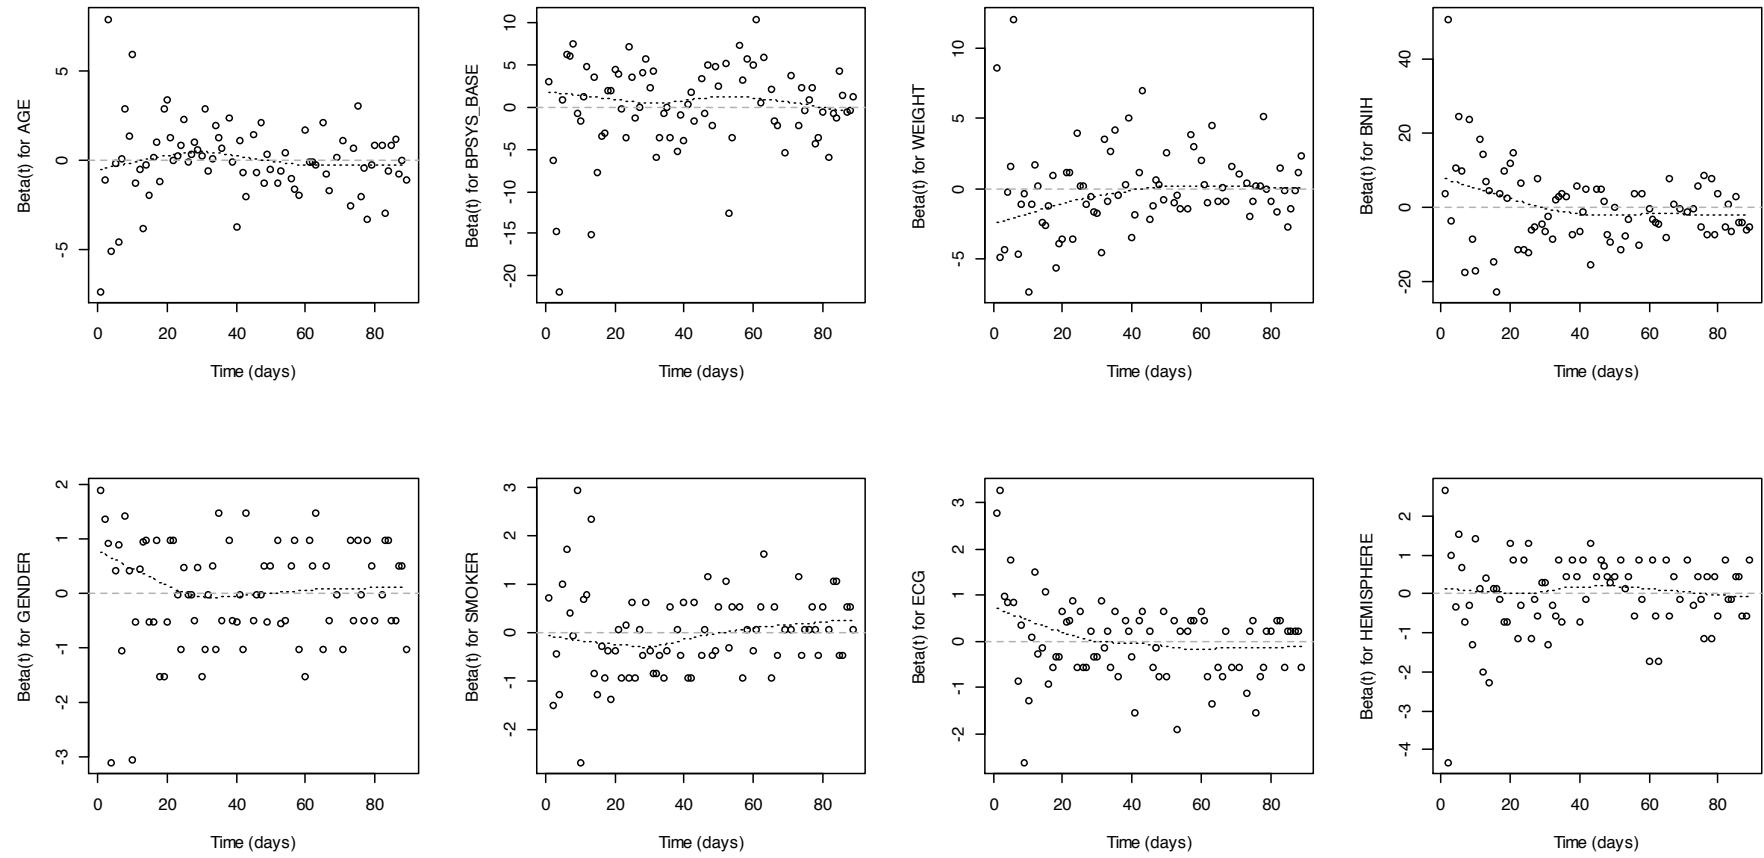 Beta(t) for AGE
5
0
-5
0 20 40 60 80
Time (days)
Beta(t) for BPSYS_BASE
10
5
0
-5
-10
-15
-20
0 20 40 60 80
Time (days)
Beta(t) for WEIGHT
10
5
0
-5
0 20 40 60 80
Time (days)
Beta(t) for BNIH
40
20
0
-20
0 20 40 60 80
Time (days)
Beta(t) for GENDER
2
1
0
-1
-2
-3
0 20 40 60 80
Time (days)
Beta(t) for SMOKER
3
2
1
0
-1
-2
0 20 40 60 80
Time (days)
Beta(t) for ECG
3
2
1
0
-1
-2
0 20 40 60 80
Time (days)
Beta(t) for HEMISPHERE
2
1
0
-1
-2
-3
-4
0 20 40 60 80
Time (days)